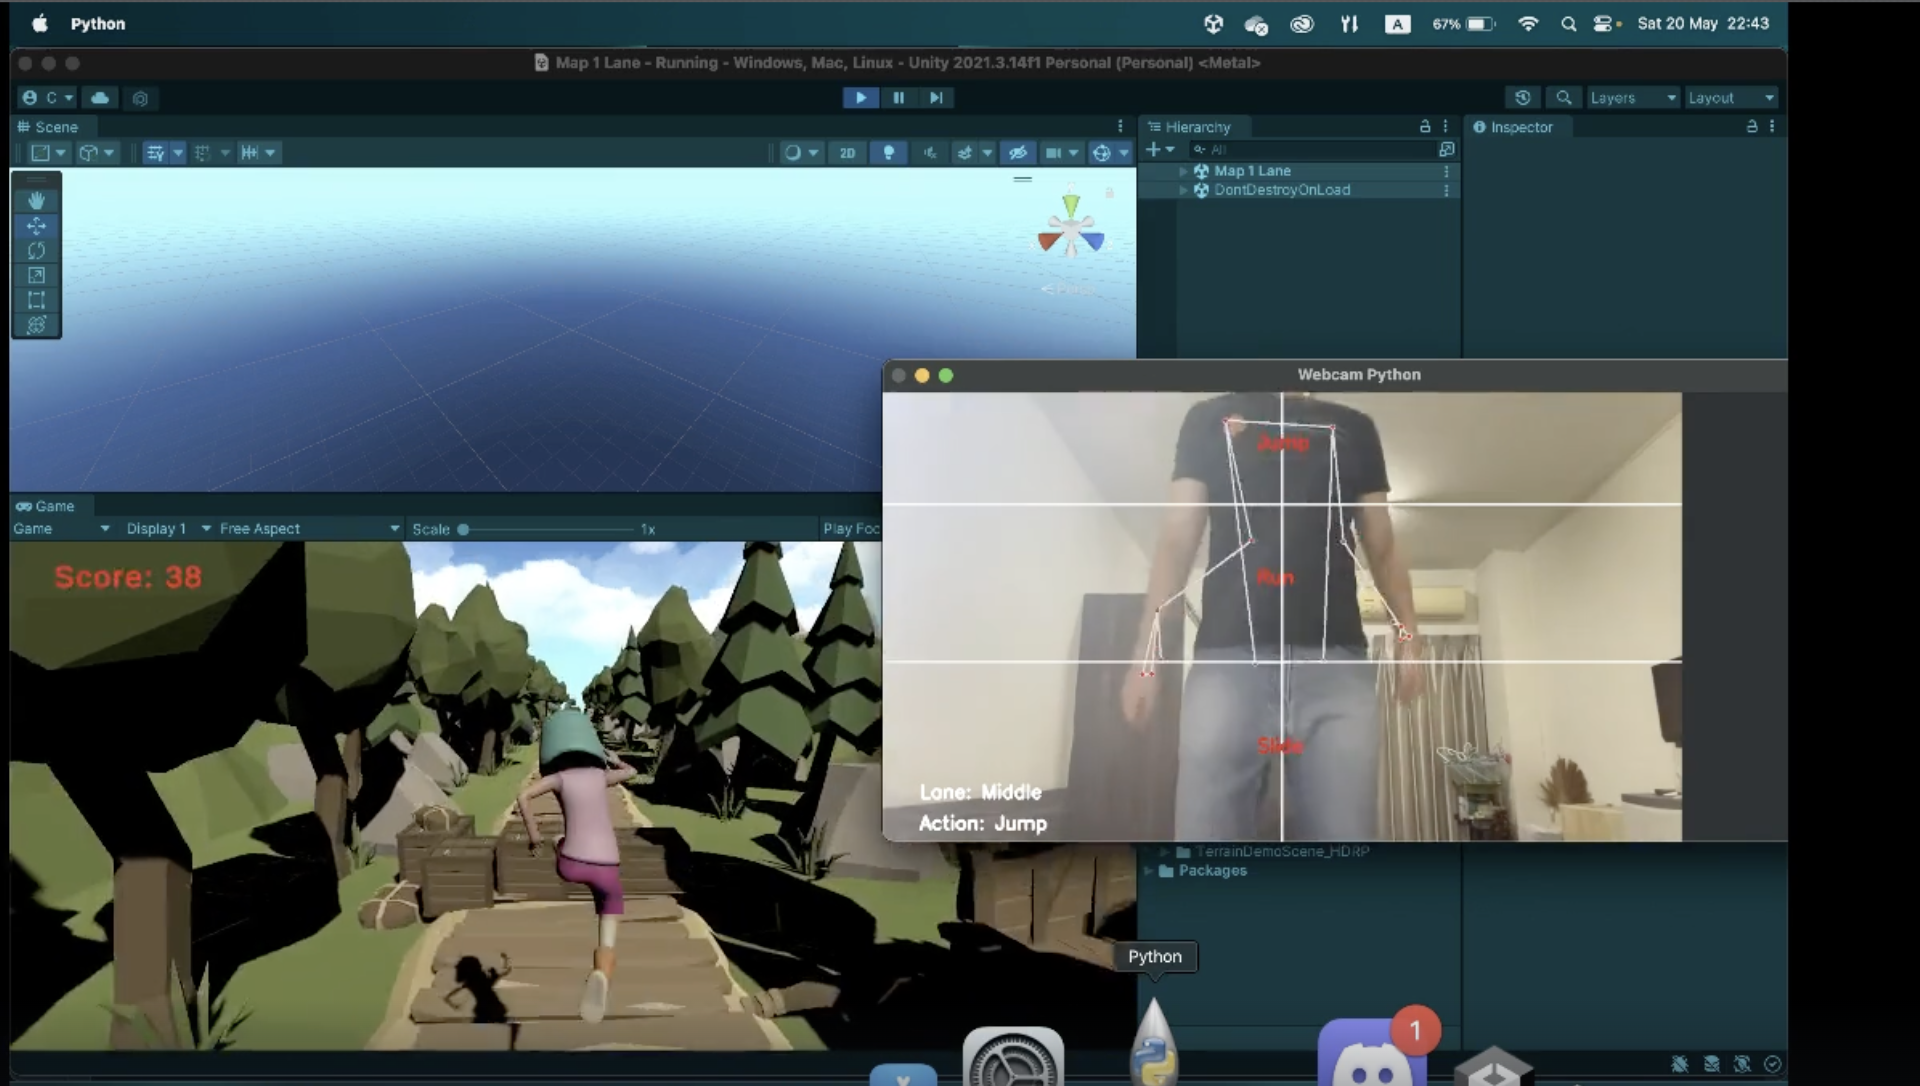 Python
67%
A
Sat 20 May 22:43
Map 1 Lane - Running - Windows, Mac, Linux - Unity 2021.3.14f1 Personal (Personal) <Metal>
C
Layers
Layout
Scene
Hierarchy
Inspector
2D
All
Map 1 Lane
DontDestroyOnLoad
Webcam Python
Jump
Run
Slide
Lane: Middle
Action: Jump
Game
Game
Display 1
Free Aspect
Scale
1x
Play Foc
Score: 38
TerrainDemoScene_HDRP
Packages
Python
1